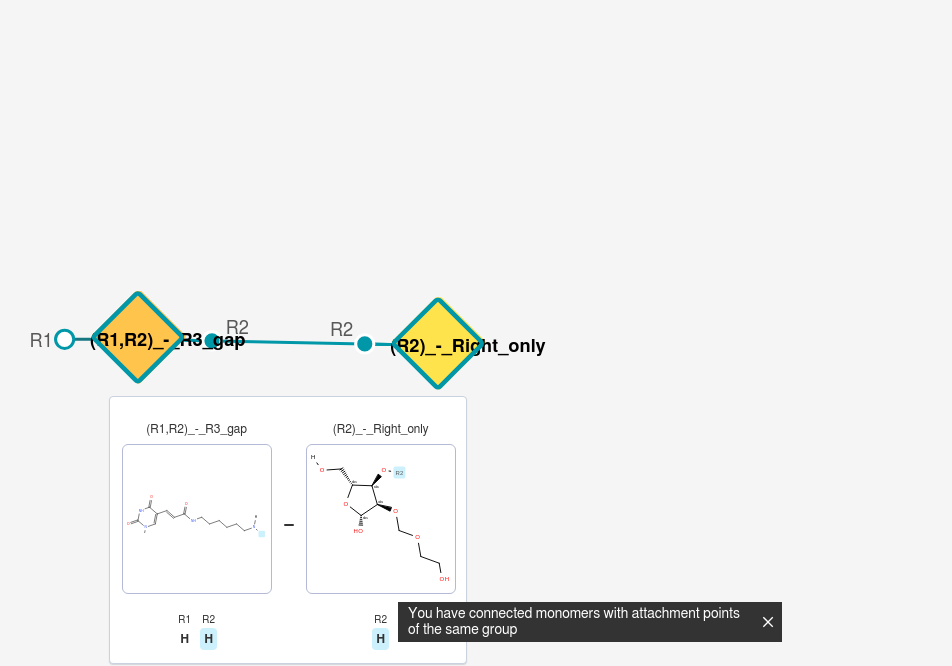 R1
(R1,R2)_-_R3_gap
R2
R2
(R2)_-_Right_only
(R1,R2)_-_R3_gap
(R2)_-_Right_only
H
O
O
R2
O
O
HO
O
OH
–
R1 R2
H H
R2
H
You have connected monomers with attachment points
of the same group